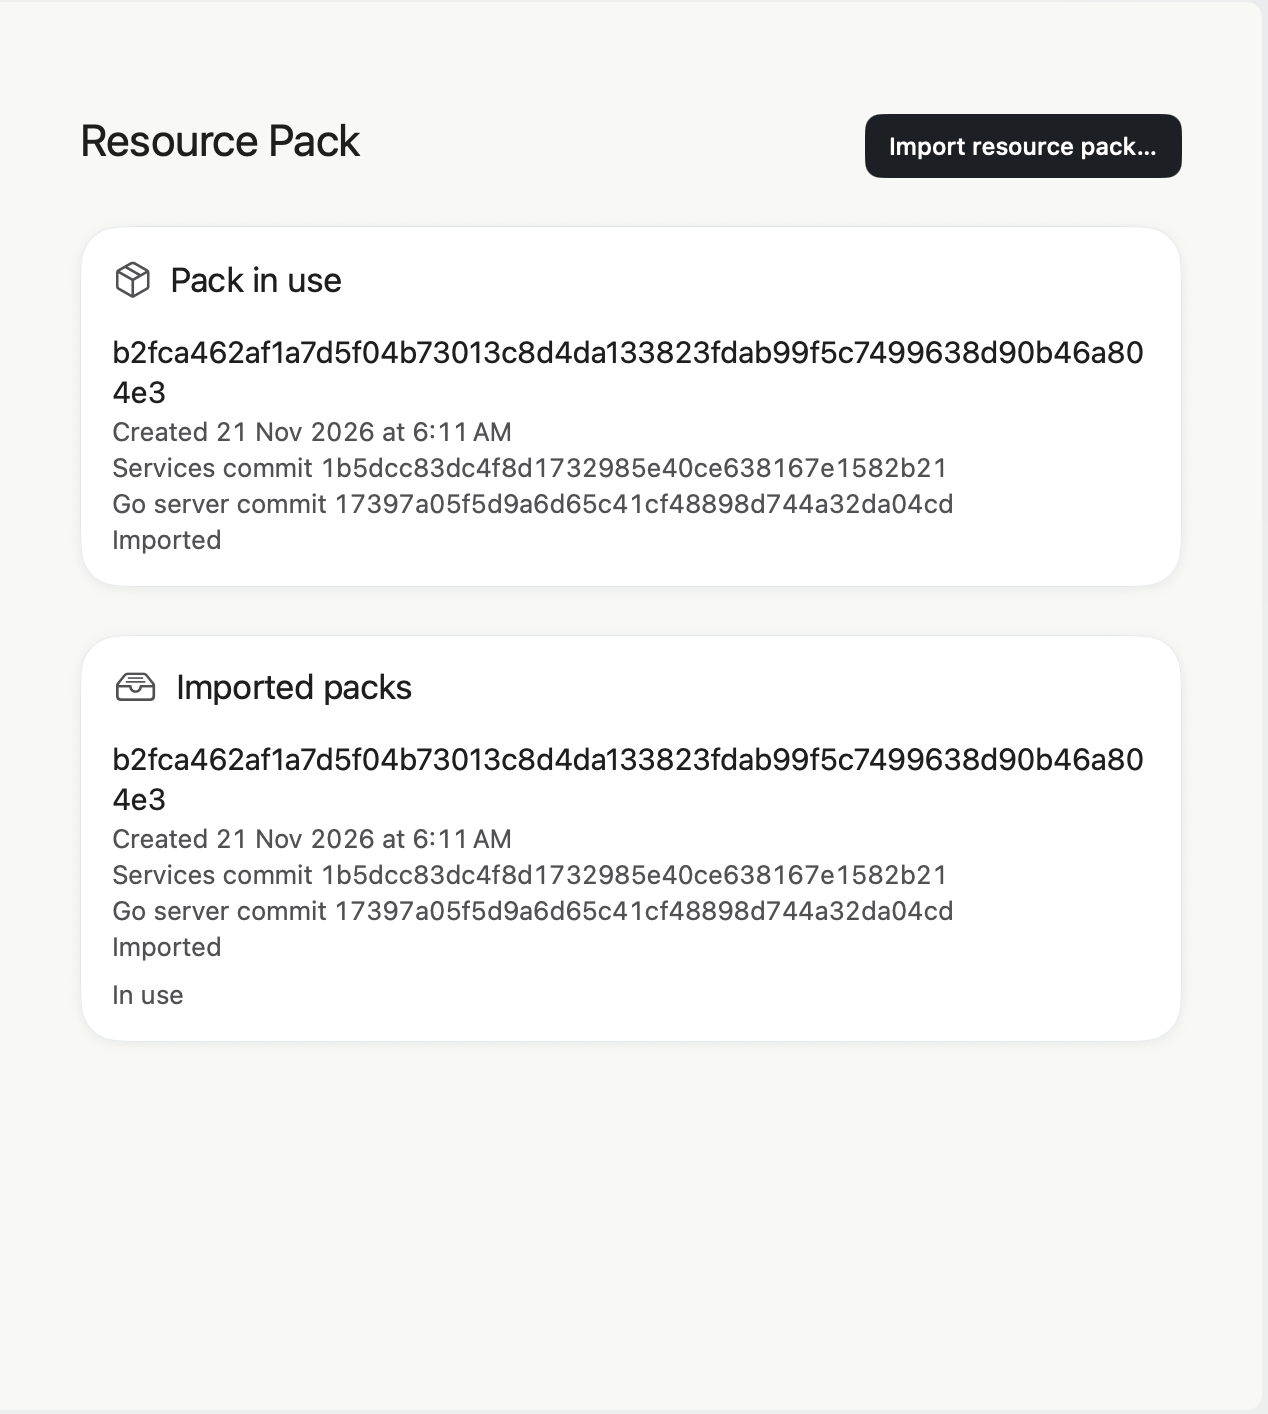 Resource Pack
Import resource pack...
Pack in use
b2fca462af1a7d5f04b73013c8d4da133823fdab99f5c7499638d90b46a80
4e3
Created 21 Nov 2026 at 6:11 AM
Services commit 1b5dcc83dc4f8d1732985e40ce638167e1582b21
Go server commit 17397a05f5d9a6d65c41cf48898d744a32da04cd
Imported
Imported packs
b2fca462af1a7d5f04b73013c8d4da133823fdab99f5c7499638d90b46a80
4e3
Created 21 Nov 2026 at 6:11 AM
Services commit 1b5dcc83dc4f8d1732985e40ce638167e1582b21
Go server commit 17397a05f5d9a6d65c41cf48898d744a32da04cd
Imported
In use